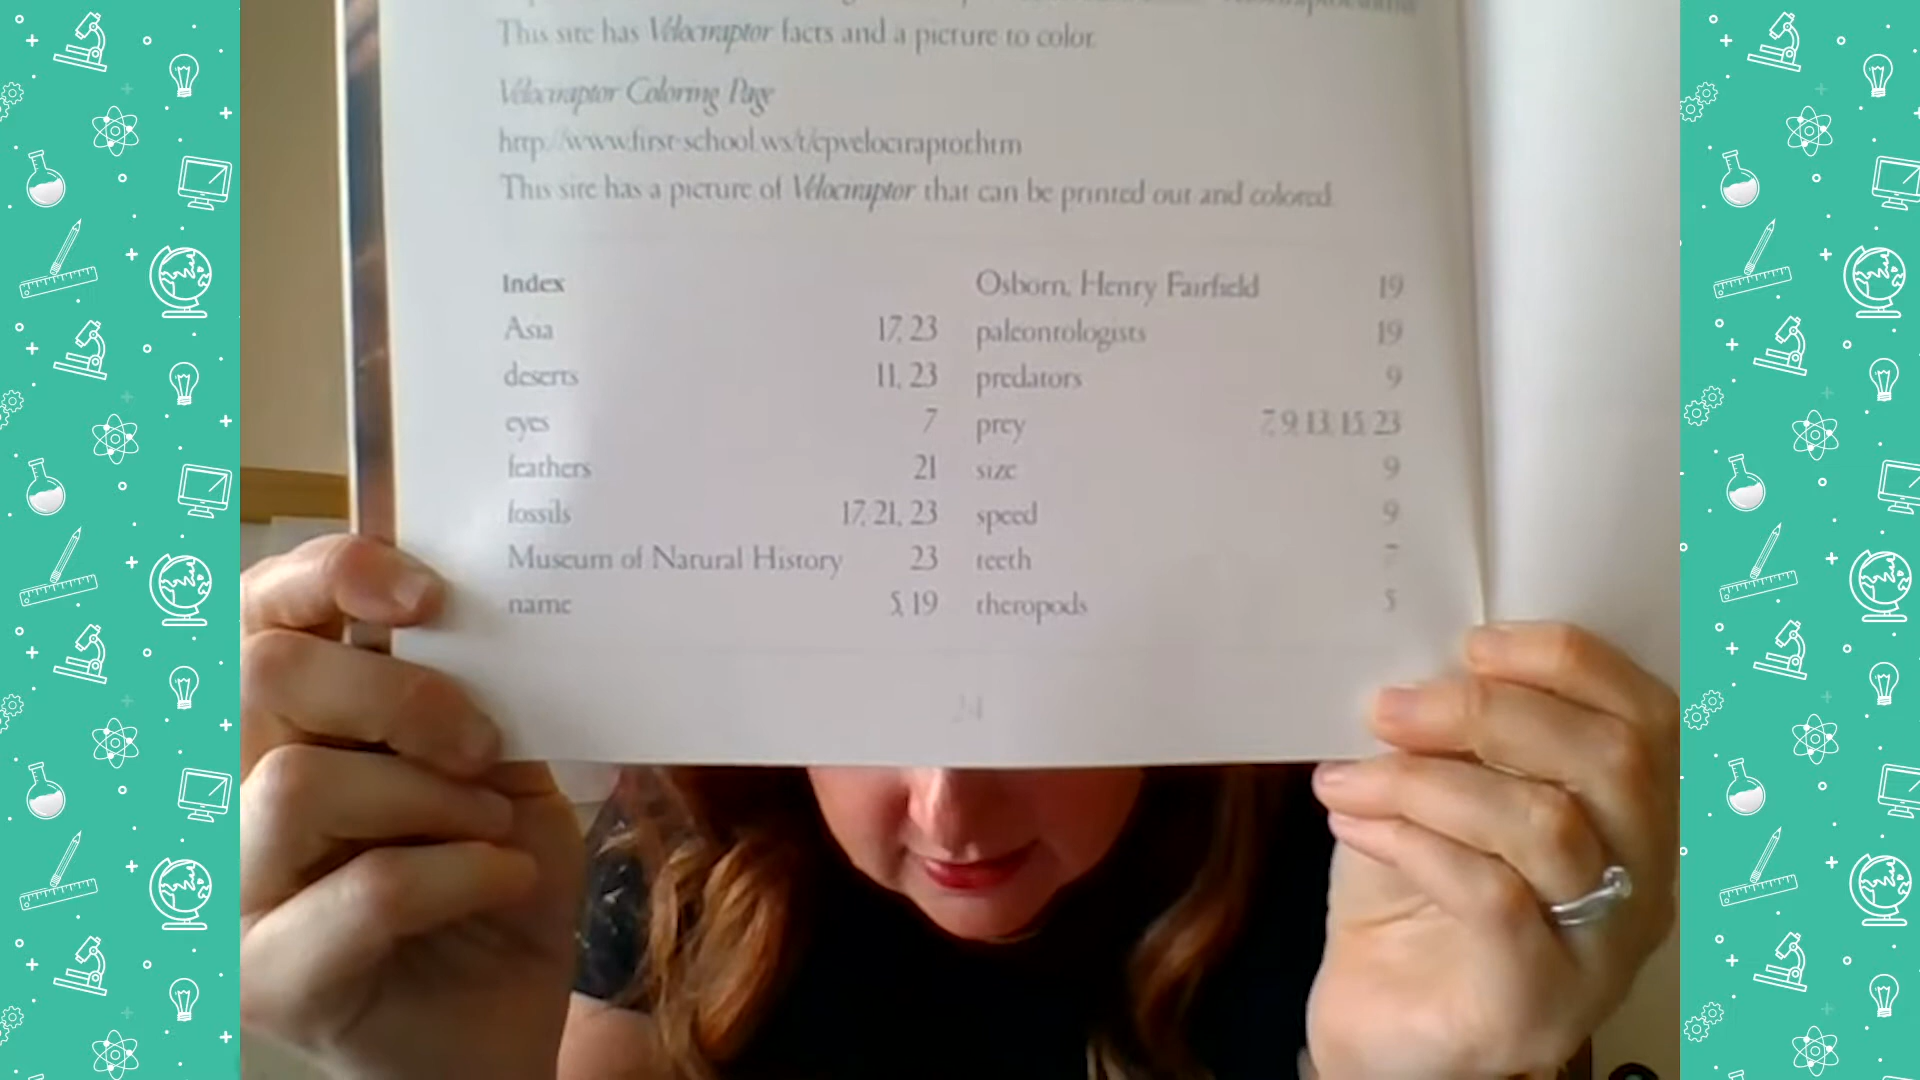 This site has Velociraptor facts and a picture to color.
Velociraptor Coloring Page
http://www.first-school.ws/t/cpvelociraptor.htm
This site has a picture of Velociraptor that can be printed out and colored.
Index
Asia 17, 23
deserts 11, 23
eyes 7
feathers 21
fossils 17, 21, 23
Museum of Natural History 23
name 5, 19
Osborn, Henry Fairfield 19
paleontologists 19
predators 9
prey 7, 9, 13, 15, 23
size 9
speed 9
teeth 7
theropods 5
24